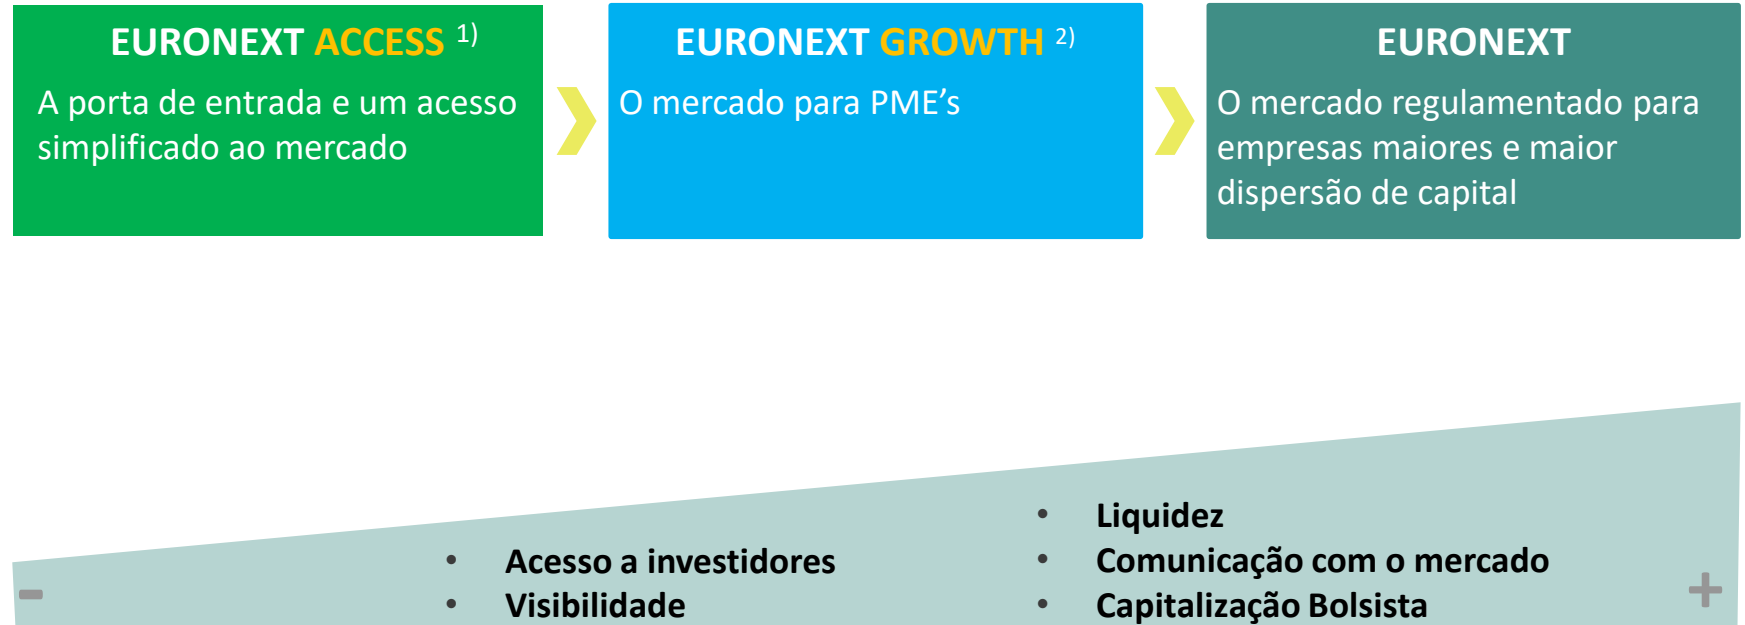 EURONEXT ACCESS 1)
A porta de entrada e um acesso
simplificado ao mercado
EURONEXT GROWTH 2)
O mercado para PME's
EURONEXT
O mercado regulamentado para
empresas maiores e maior
dispersão de capital
-
• Acesso a investidores
• Visibilidade
• Liquidez
• Comunicação com o mercado
• Capitalização Bolsista
+